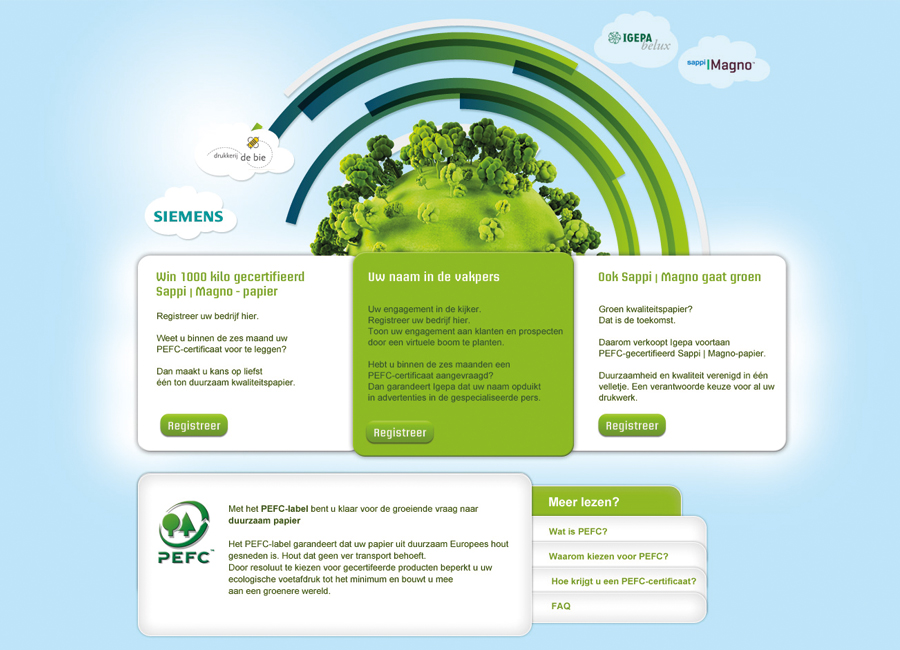 IGEPA
belux
sappi Magno®
drukkerij de bie
SIEMENS
Win 1000 kilo gecertifieerd
Sappi | Magno - papier
Registreer uw bedrijf hier.
Weet u binnen de zes maand uw
PEFC-certificaat voor te leggen?
Dan maakt u kans op liefst
één ton duurzaam kwaliteitspapier.
Registreer
Uw naam in de vakpers
Uw engagement in de kijker.
Registreer uw bedrijf hier.
Toon uw engagement aan klanten en prospecten
door een virtuele boom te planten.
Hebt u binnen de zes maanden een
PEFC-certificaat aangevraagd?
Dan garandeert Igepa dat uw naam opduikt
in advertenties in de gespecialiseerde pers.
Registreer
Ook Sappi | Magno gaat groen
Groen kwaliteitspapier?
Dat is de toekomst.
Daarom verkoopt Igepa voortaan
PEFC-gecertifieerd Sappi | Magno-papier.
Duurzaamheid en kwaliteit verenigd in één
velletje. Een verantwoorde keuze voor al uw
drukwerk.
Registreer
PEFC™
Met het PEFC-label bent u klaar voor de groeiende vraag naar
duurzaam papier
Het PEFC-label garandeert dat uw papier uit duurzaam Europees hout
gesneden is. Hout dat geen ver transport behoeft.
Door resoluut te kiezen voor gecertifeerde producten beperkt u uw
ecologische voetafdruk tot het minimum en bouwt u mee
aan een groenere wereld.
Meer lezen?
Wat is PEFC?
Waarom kiezen voor PEFC?
Hoe krijgt u een PEFC-certificaat?
FAQ